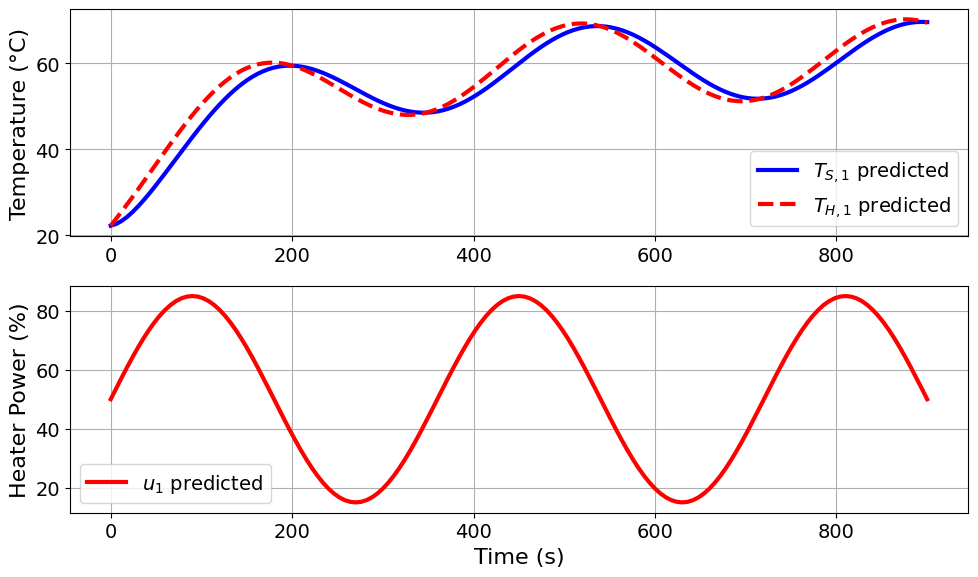 Temperature (°C)
60
40
20
0
200
400
600
800
T_{S,1} predicted
T_{H,1} predicted
Heater Power (%)
80
60
40
20
u_1 predicted
0
200
400
600
800
Time (s)